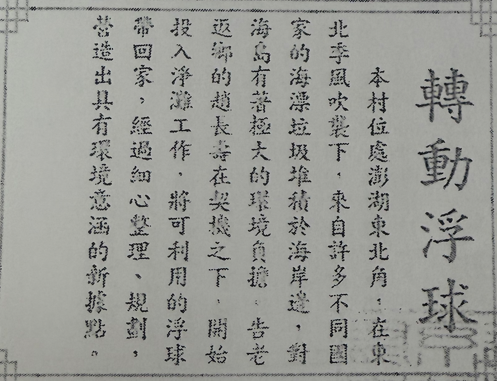 轉動浮球
本村位處澎湖東北角，在東
北季風吹襲下，來自許多不同國
家的海漂垃圾堆積於海岸邊，對
海島有著極大的環境負擔。告老
返鄉的趙長壽在契機之下，開始
投入淨灘工作，將可利用的浮球
帶回家，經過細心整理、規劃，
營造出具有環境意涵的新據點。